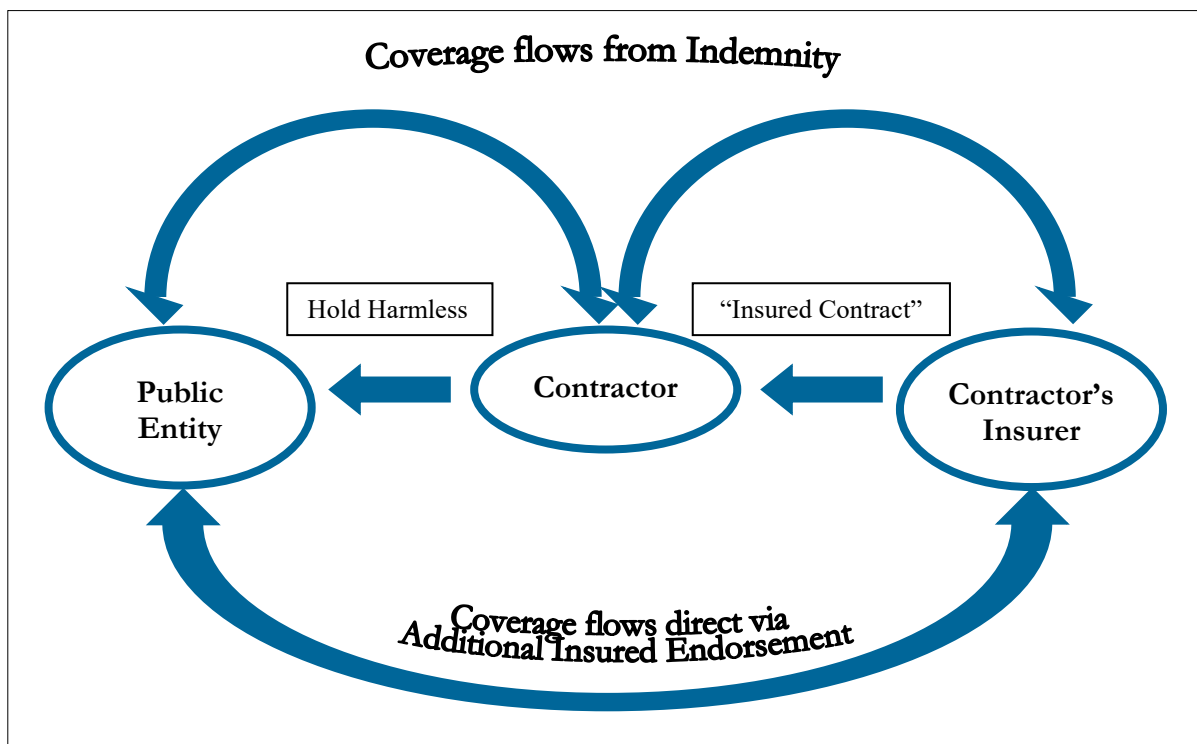 Coverage flows from Indemnity
Hold Harmless
“Insured Contract”
Public
Entity
Contractor
Contractor’s
Insurer
Coverage flows direct via
Additional Insured Endorsement